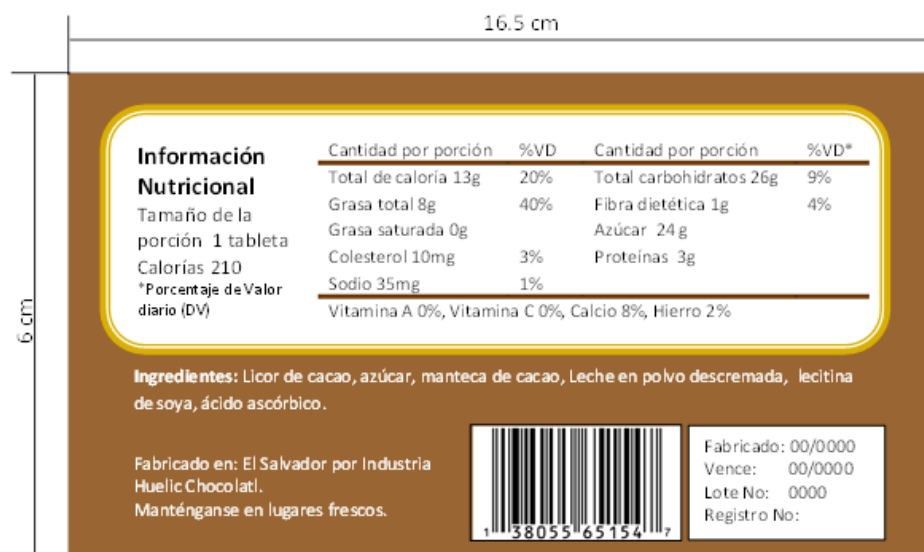 16.5 cm
6 cm
Información
Nutricional
Tamaño de la
porción 1 tableta
Calorías 210
*Porcentaje de Valor
diario (DV)
Cantidad por porción %VD Cantidad por porción %VD*
Total de caloría 13g 20% Total carbohidratos 26g 9%
Grasa total 8g 40% Fibra dietética 1g 4%
Grasa saturada 0g Azúcar 24 g
Colesterol 10mg 3% Proteínas 3g
Sodio 35mg 1%
Vitamina A 0%, Vitamina C 0%, Calcio 8%, Hierro 2%
Ingredientes: Licor de cacao, azúcar, manteca de cacao, Leche en polvo descremada, lecitina
de soya, ácido ascórbico.
Fabricado en: El Salvador por Industria
Huelic Chocolatl.
Manténganse en lugares frescos.
1 38055 65154 7
Fabricado: 00/0000
Vence: 00/0000
Lote No: 0000
Registro No: